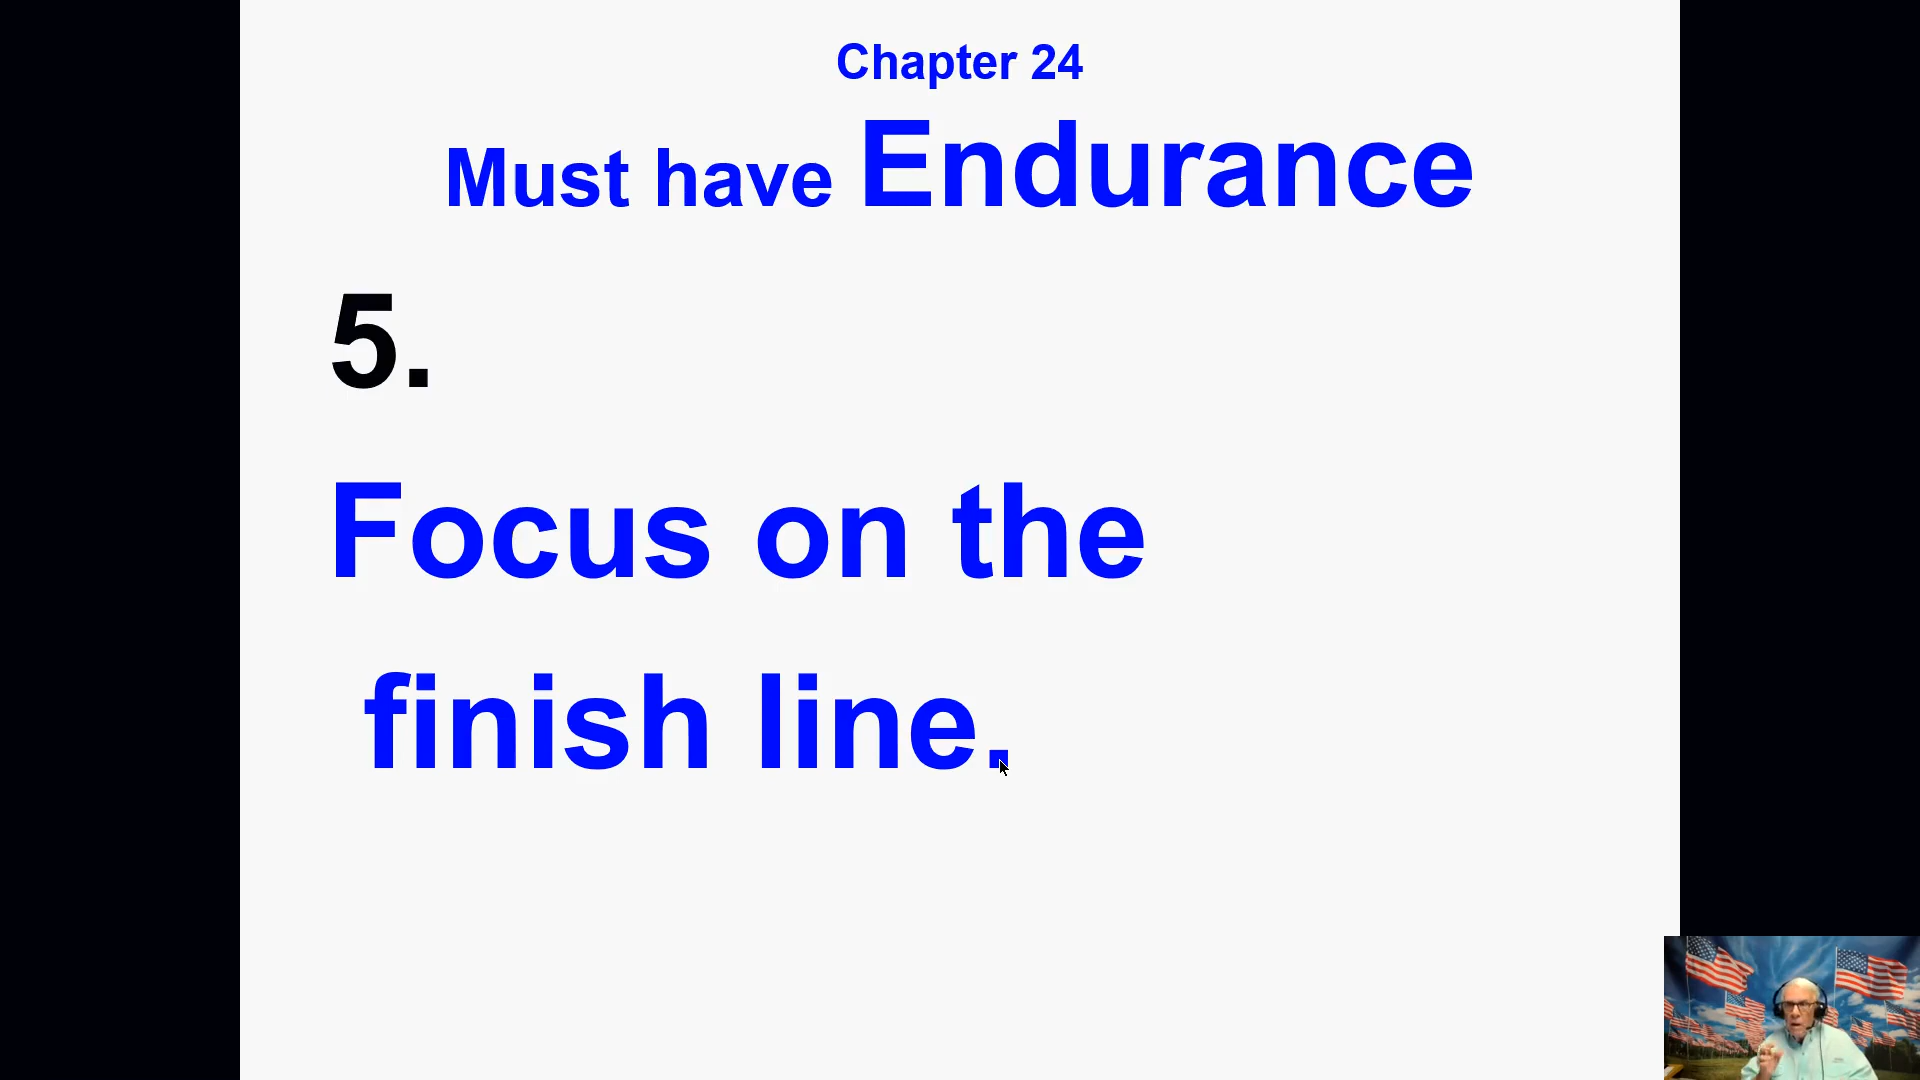 Chapter 24
Must have Endurance
5.
Focus on the
finish line.